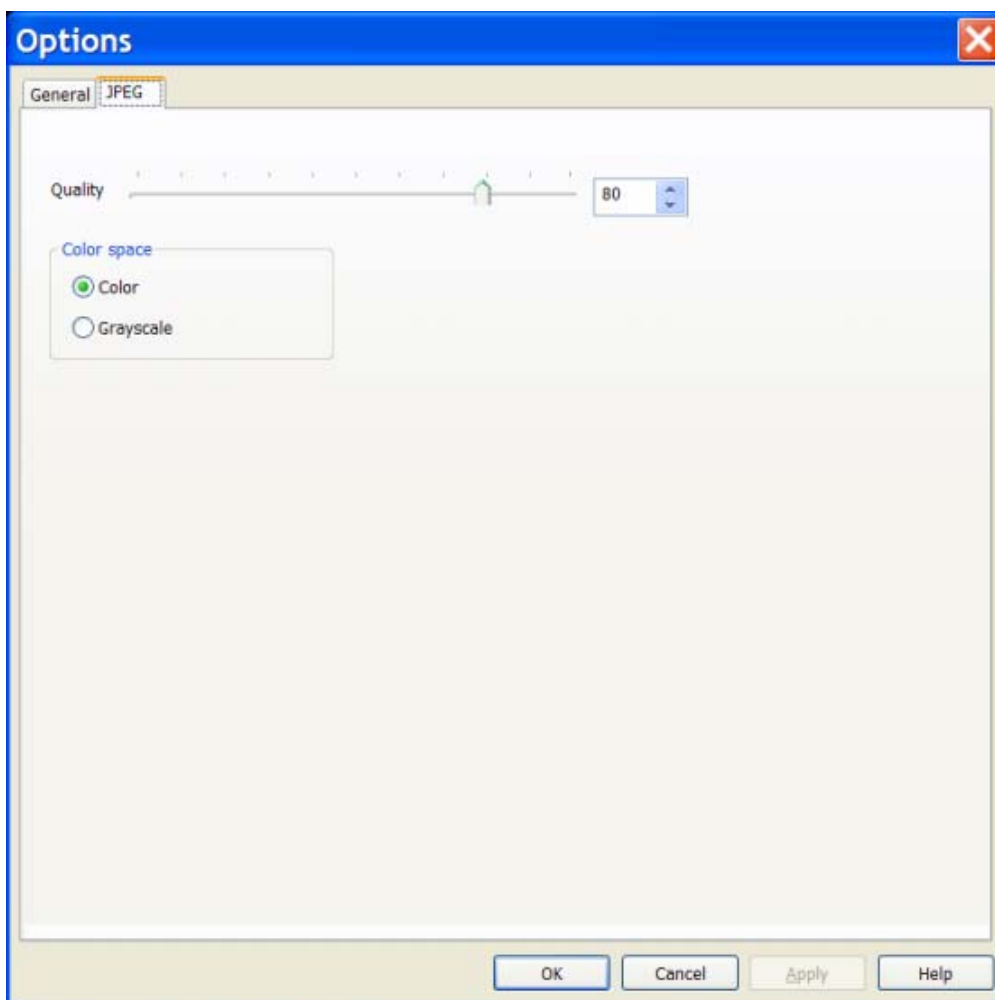 Options
General JPEG
Quality 80
Color space
Color
Grayscale
OK Cancel Apply Help